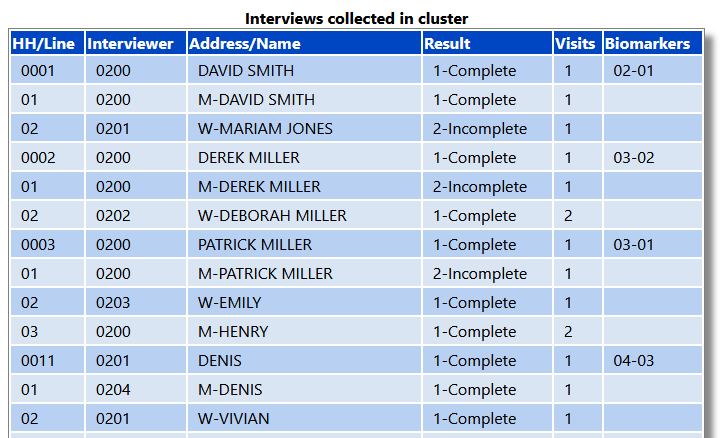 Interviews collected in cluster
HH/Line Interviewer Address/Name Result Visits Biomarkers
0001 0200 DAVID SMITH 1-Complete 1 02-01
01 0200 M-DAVID SMITH 1-Complete 1
02 0201 W-MARIAM JONES 2-Incomplete 1
0002 0200 DEREK MILLER 1-Complete 1 03-02
01 0200 M-DEREK MILLER 2-Incomplete 1
02 0202 W-DEBORAH MILLER 1-Complete 2
0003 0200 PATRICK MILLER 1-Complete 1 03-01
01 0200 M-PATRICK MILLER 2-Incomplete 1
02 0203 W-EMILY 1-Complete 1
03 0200 M-HENRY 1-Complete 2
0011 0201 DENIS 1-Complete 1 04-03
01 0204 M-DENIS 1-Complete 1
02 0201 W-VIVIAN 1-Complete 1